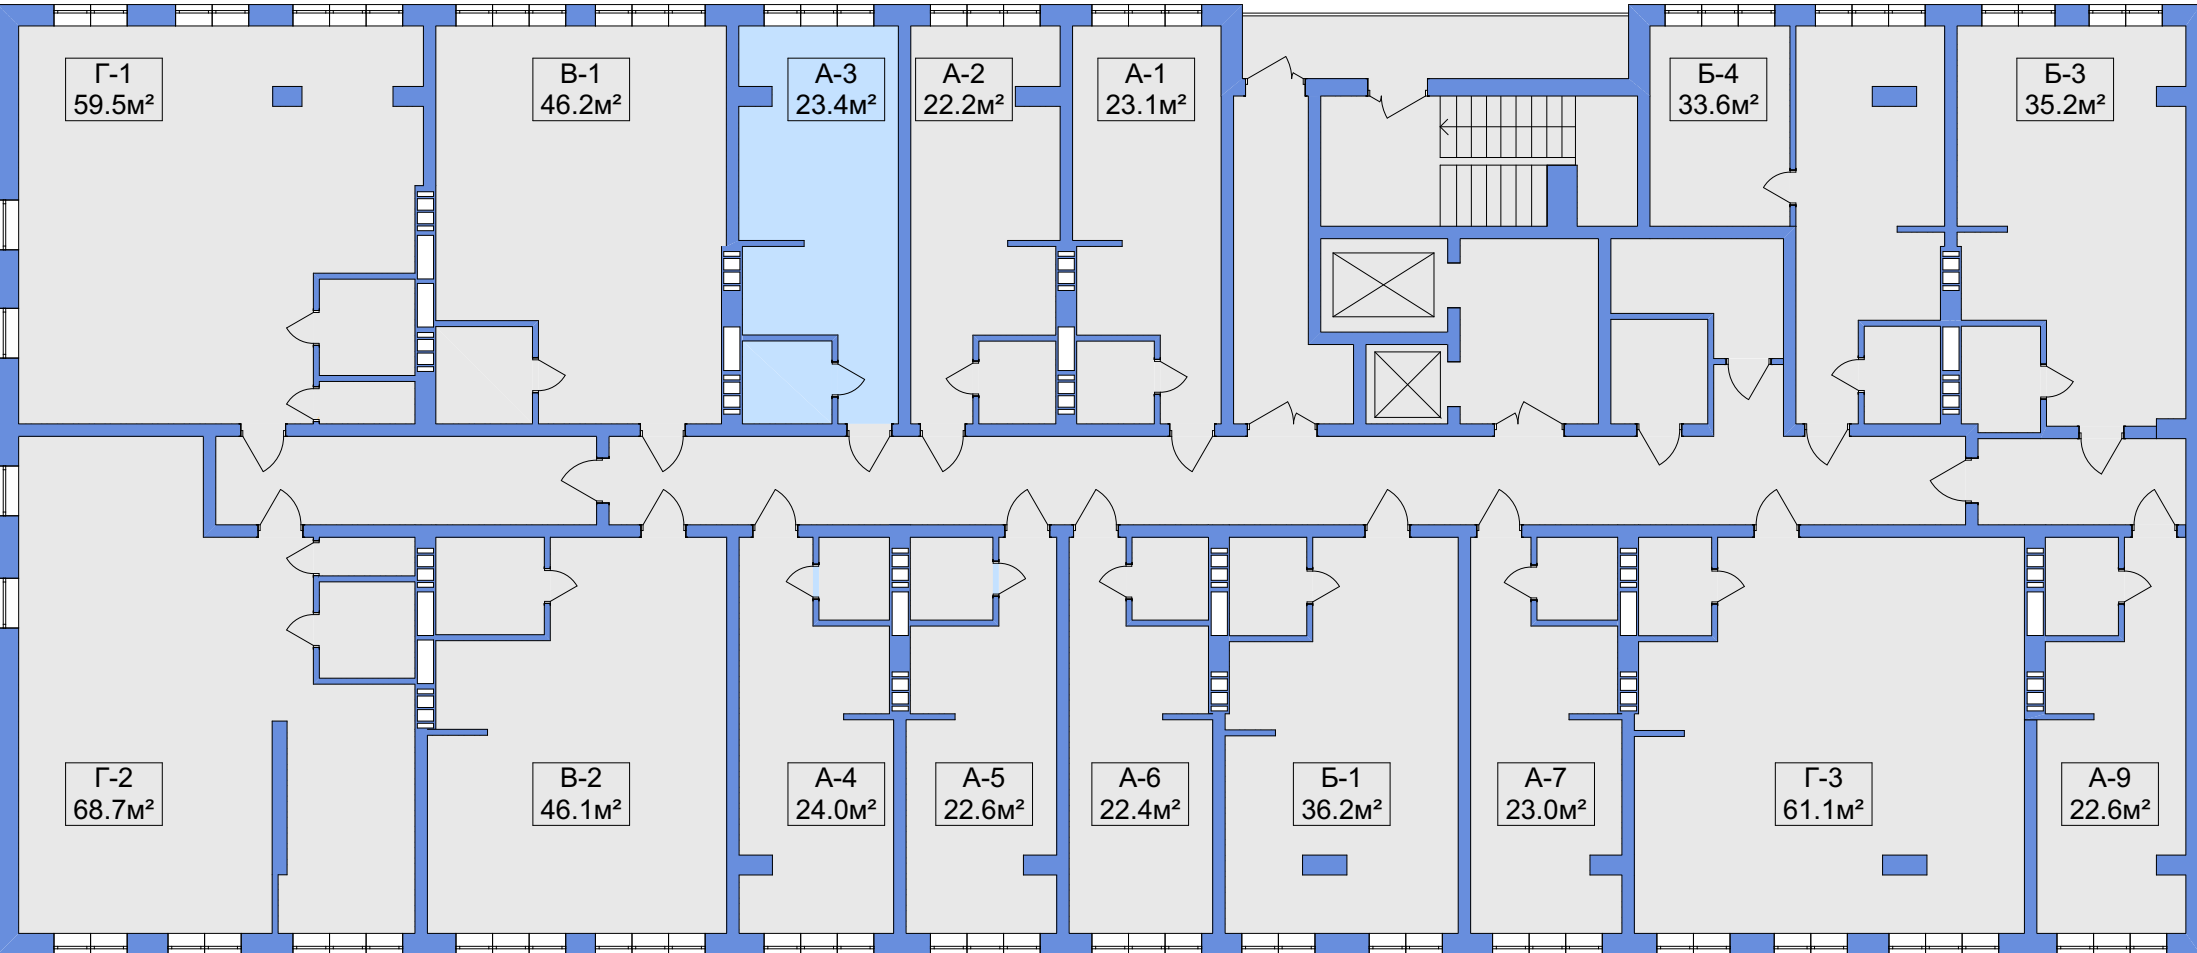 Г-1
59.5м²
В-1
46.2м²
А-3
23.4м²
А-2
22.2м²
А-1
23.1м²
Б-4
33.6м²
Б-3
35.2м²
Г-2
68.7м²
В-2
46.1м²
А-4
24.0м²
А-5
22.6м²
А-6
22.4м²
Б-1
36.2м²
А-7
23.0м²
Г-3
61.1м²
А-9
22.6м²